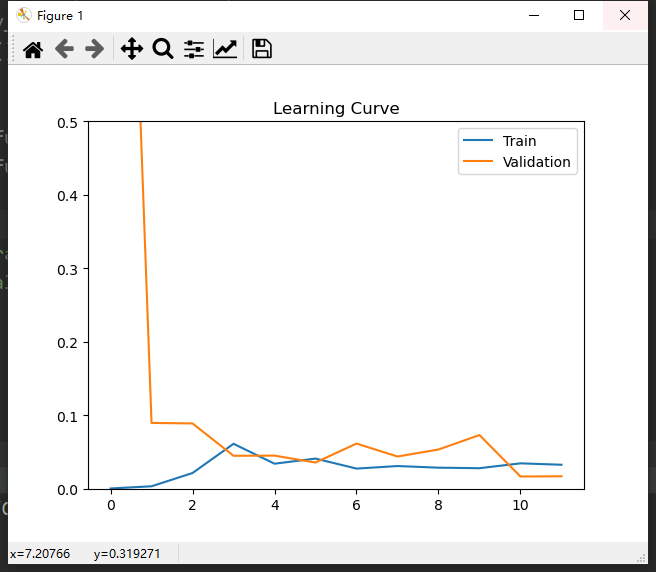 Figure 1
Learning Curve
0.5
0.4
0.3
0.2
0.1
0.0
Train
Validation
0 2 4 6 8 10
x=7.20766 y=0.319271